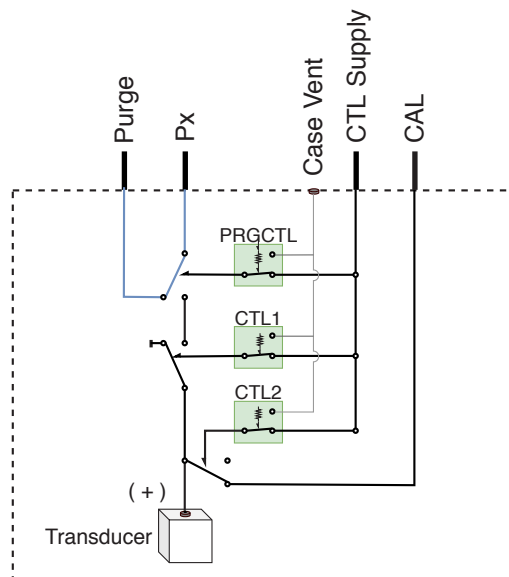 Purge
Px
Case Vent
CTL Supply
CAL
PRGCTL
CTL1
CTL2
(+)
Transducer